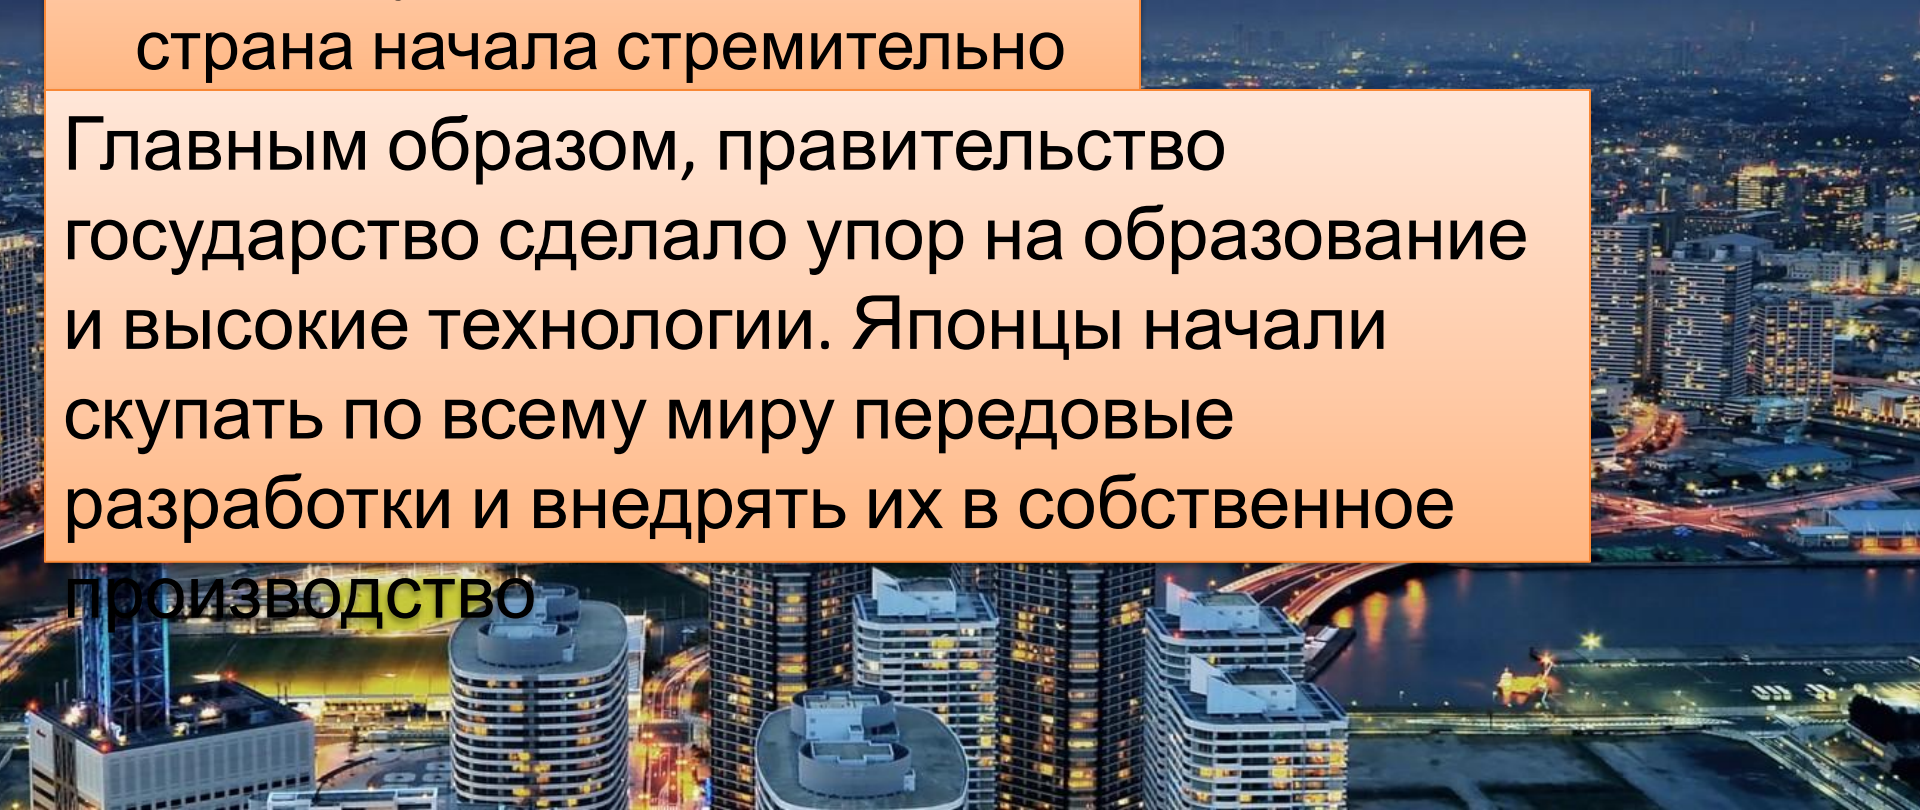 страна начала стремительно
Главным образом, правительство
государство сделало упор на образование
и высокие технологии. Японцы начали
скупать по всему миру передовые
разработки и внедрять их в собственное
производство